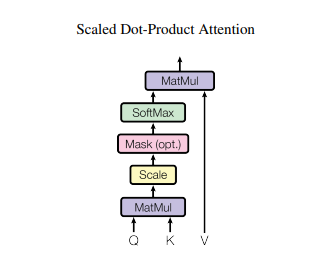 Scaled Dot-Product Attention
MatMul
SoftMax
Mask (opt.)
Scale
MatMul
Q K V